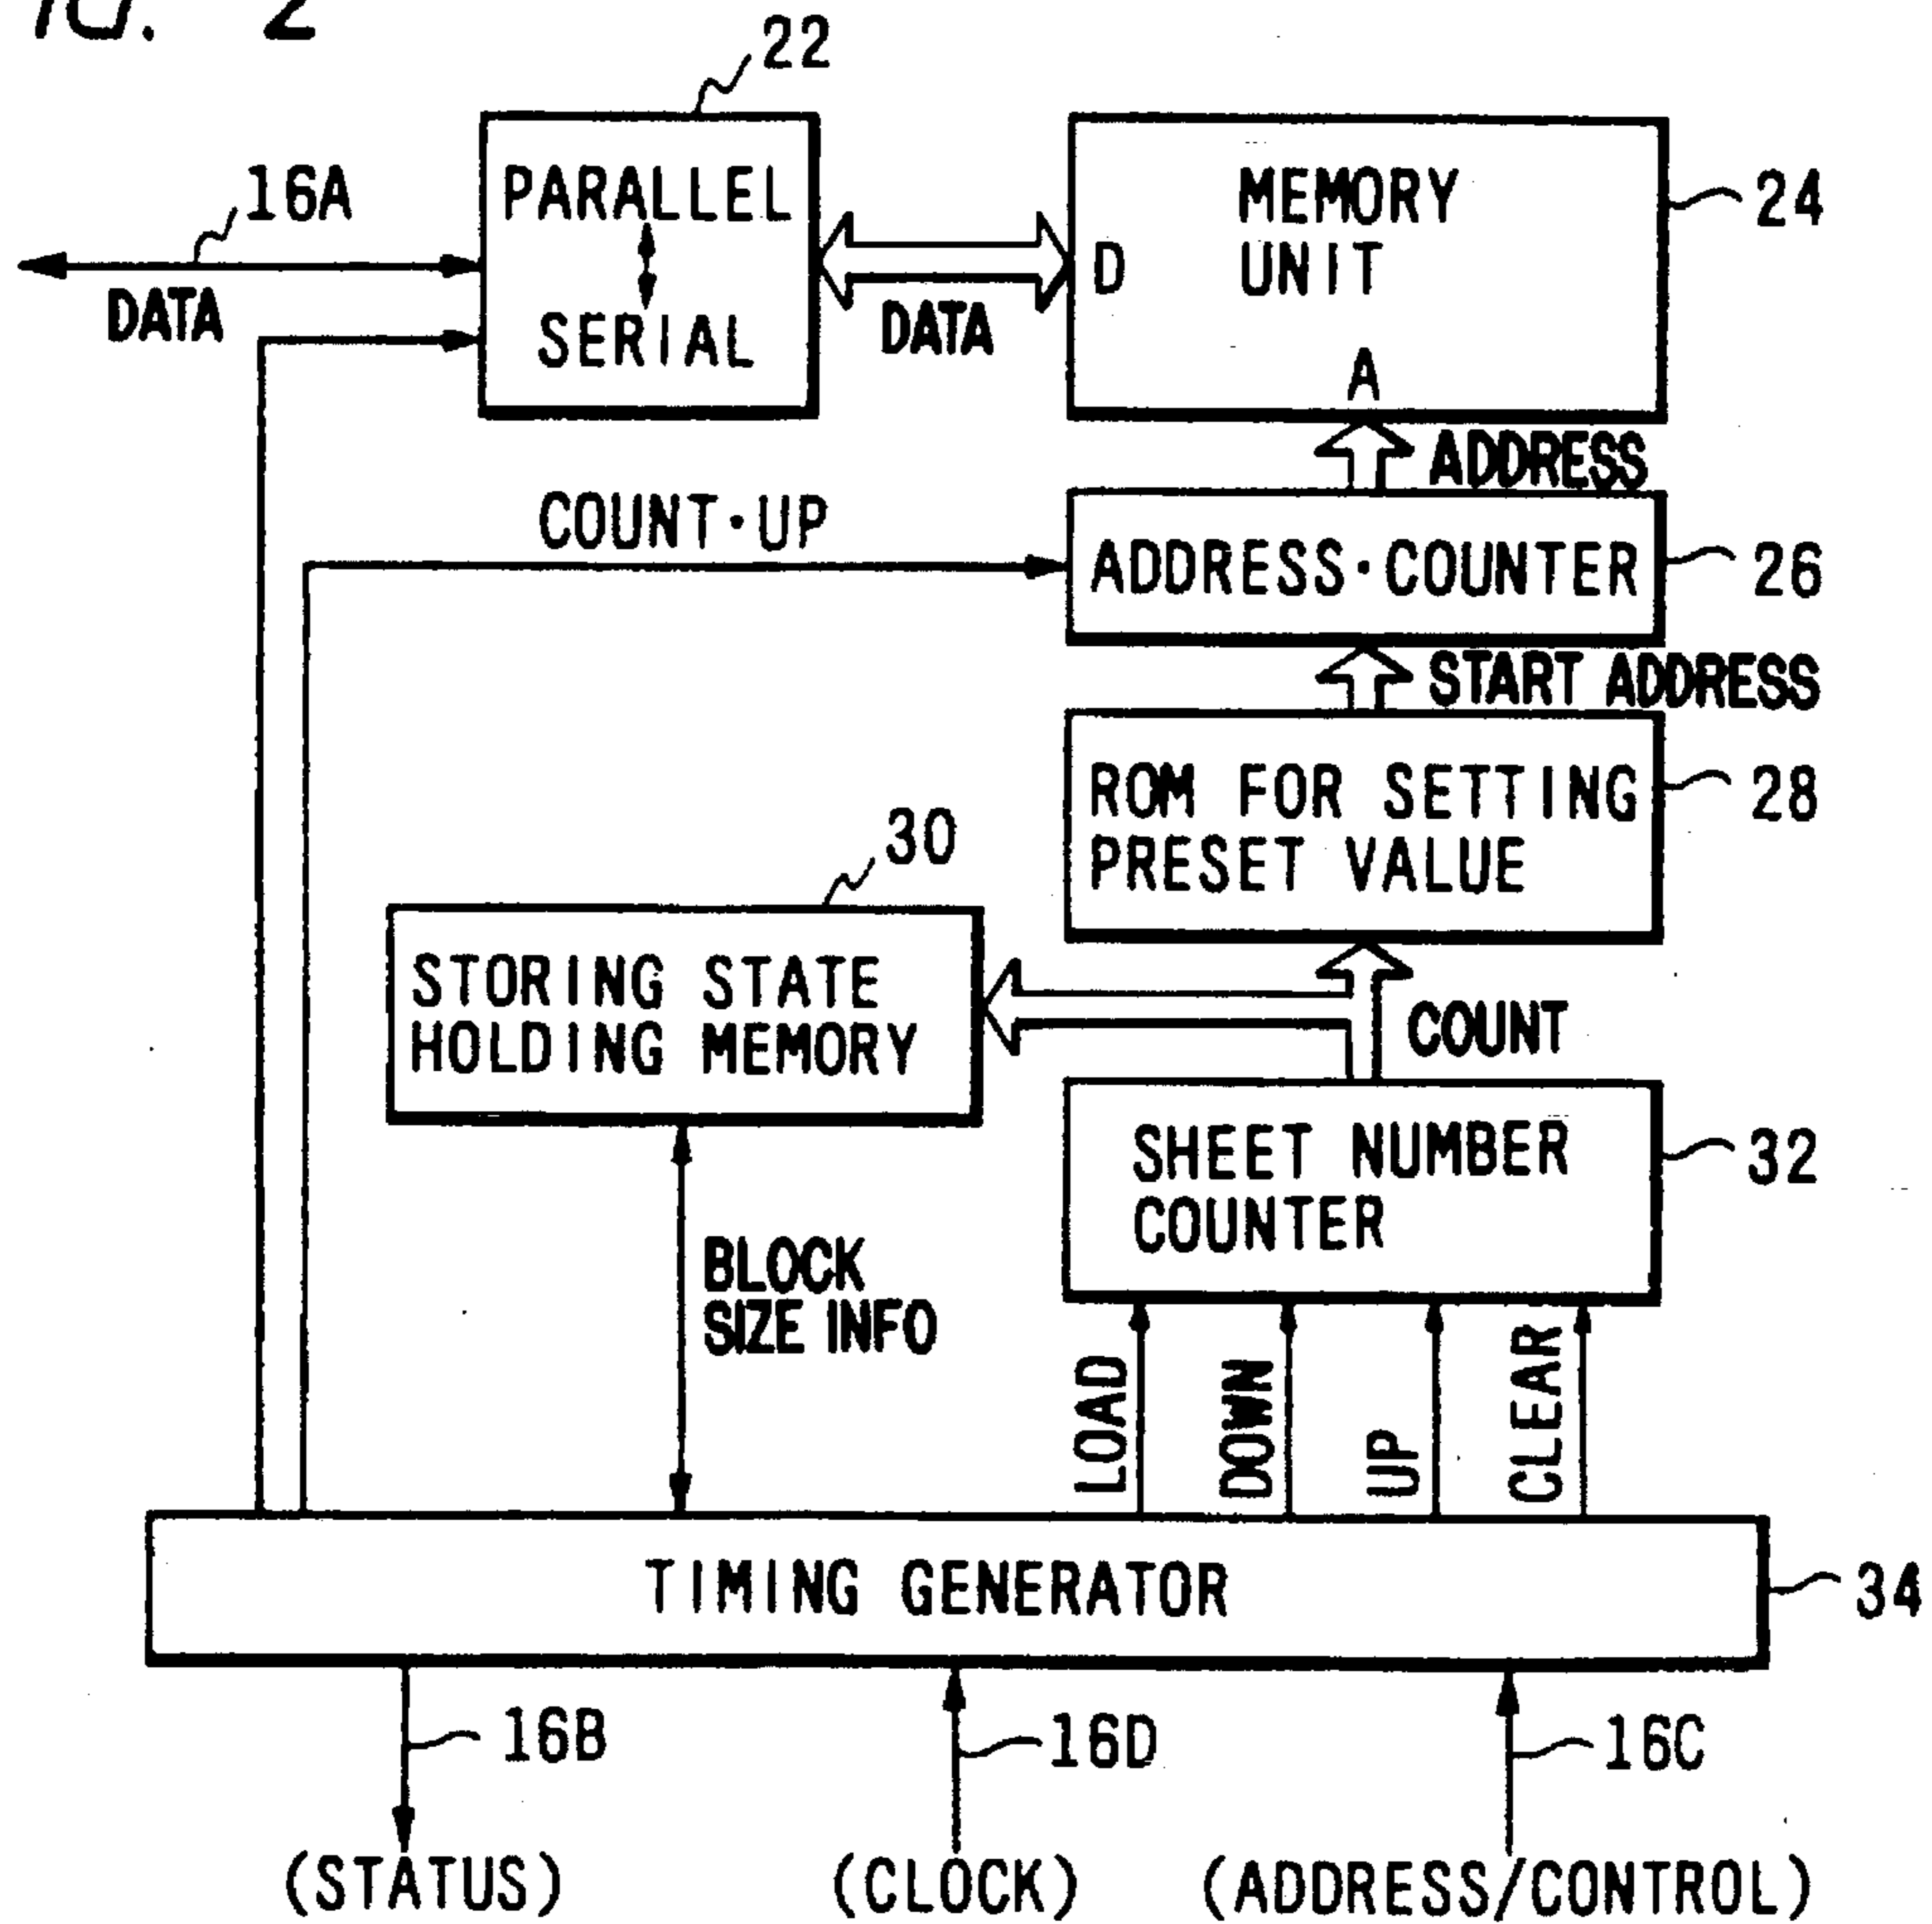 2
22
16A
PARALLEL
MEMORY
24
UNIT
D
DATA
SERIAL
DATA
A
ADDRESS
COUNT·UP
ADDRESS·COUNTER
26
START ADDRESS
ROM FOR SETTING
28
PRESET VALUE
30
STORING STATE
HOLDING MEMORY
COUNT
SHEET NUMBER
32
COUNTER
BLOCK
SIZE INFO
LOAD
DOWN
UP
CLEAR
TIMING GENERATOR
34
16B
16D
16C
(STATUS)
(CLOCK)
(ADDRESS/CONTROL)